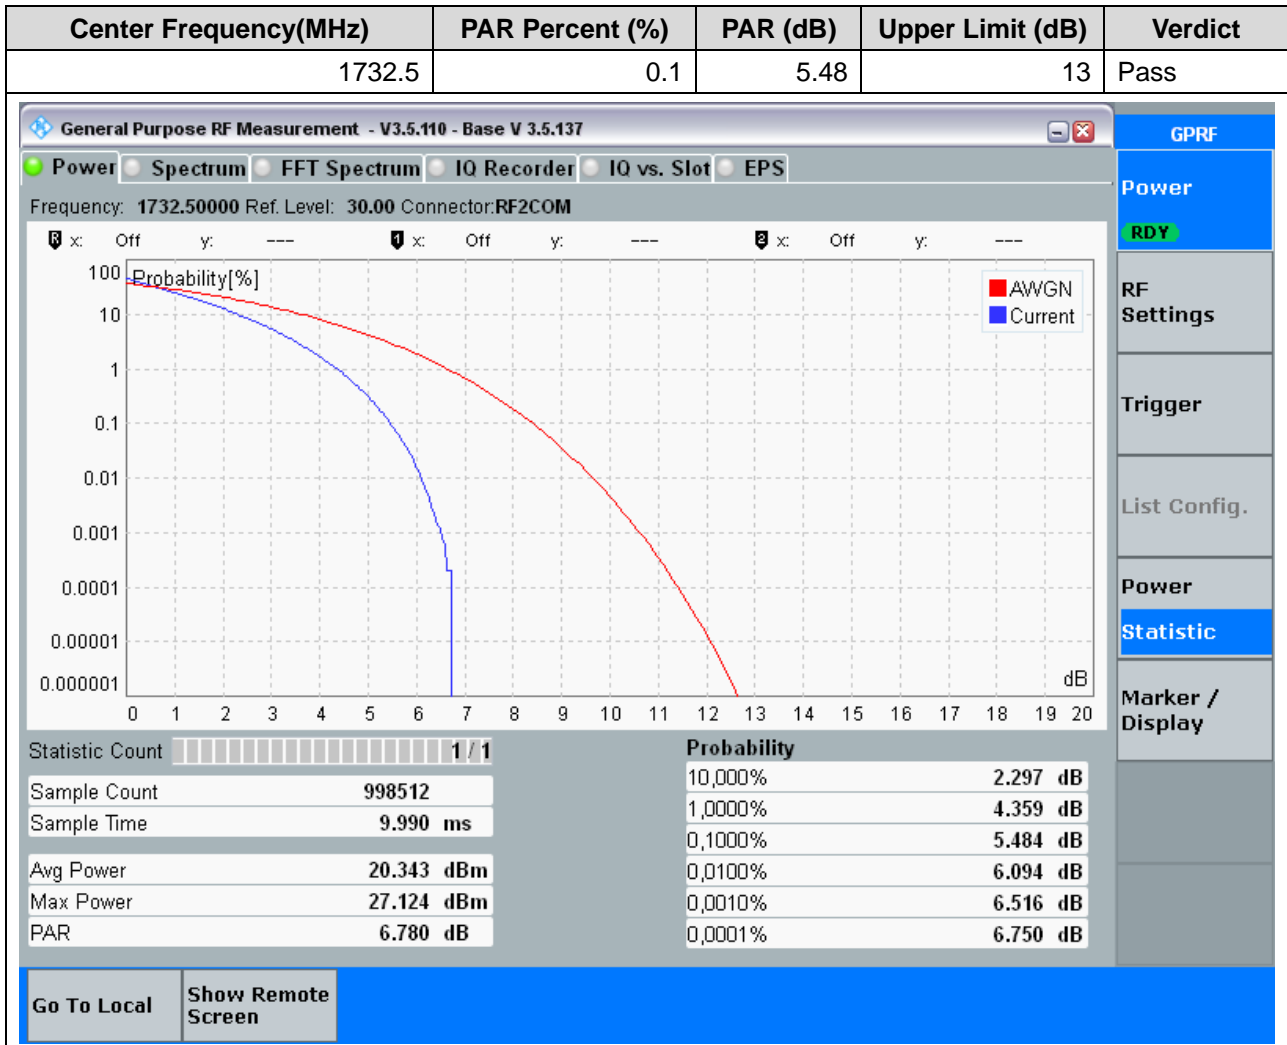 Center Frequency(MHz) PAR Percent (%) PAR (dB) Upper Limit (dB) Verdict
1732.5 0.1 5.48 13 Pass
General Purpose RF Measurement - V3.5.110 - Base V 3.5.137
GPRF
Power Spectrum FFT Spectrum IQ Recorder IQ vs. Slot EPS
Power
RDY
Frequency: 1732.50000 Ref. Level: 30.00 Connector:RF2COM
R x: Off y: --- 1 x: Off y: --- 2 x: Off y: ---
Probability[%]
AWGN
Current
100
10
1
0.1
0.01
0.001
0.0001
0.00001
0.000001
dB
0 1 2 3 4 5 6 7 8 9 10 11 12 13 14 15 16 17 18 19 20
RF
Settings
Trigger
List Config.
Power
Statistic
Marker /
Display
Statistic Count 1 / 1
Sample Count 998512
Sample Time 9.990 ms
Avg Power 20.343 dBm
Max Power 27.124 dBm
PAR 6.780 dB
Probability
10,000% 2.297 dB
1,0000% 4.359 dB
0,1000% 5.484 dB
0,0100% 6.094 dB
0,0010% 6.516 dB
0,0001% 6.750 dB
Go To Local
Show Remote
Screen